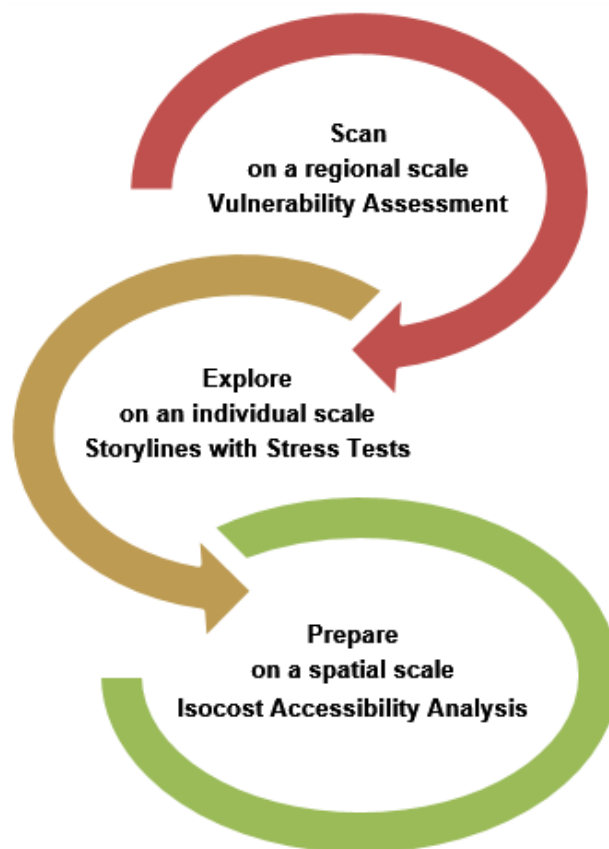 Scan
on a regional scale
Vulnerability Assessment
Explore
on an individual scale
Storylines with Stress Tests
Prepare
on a spatial scale
Isocost Accessibility Analysis